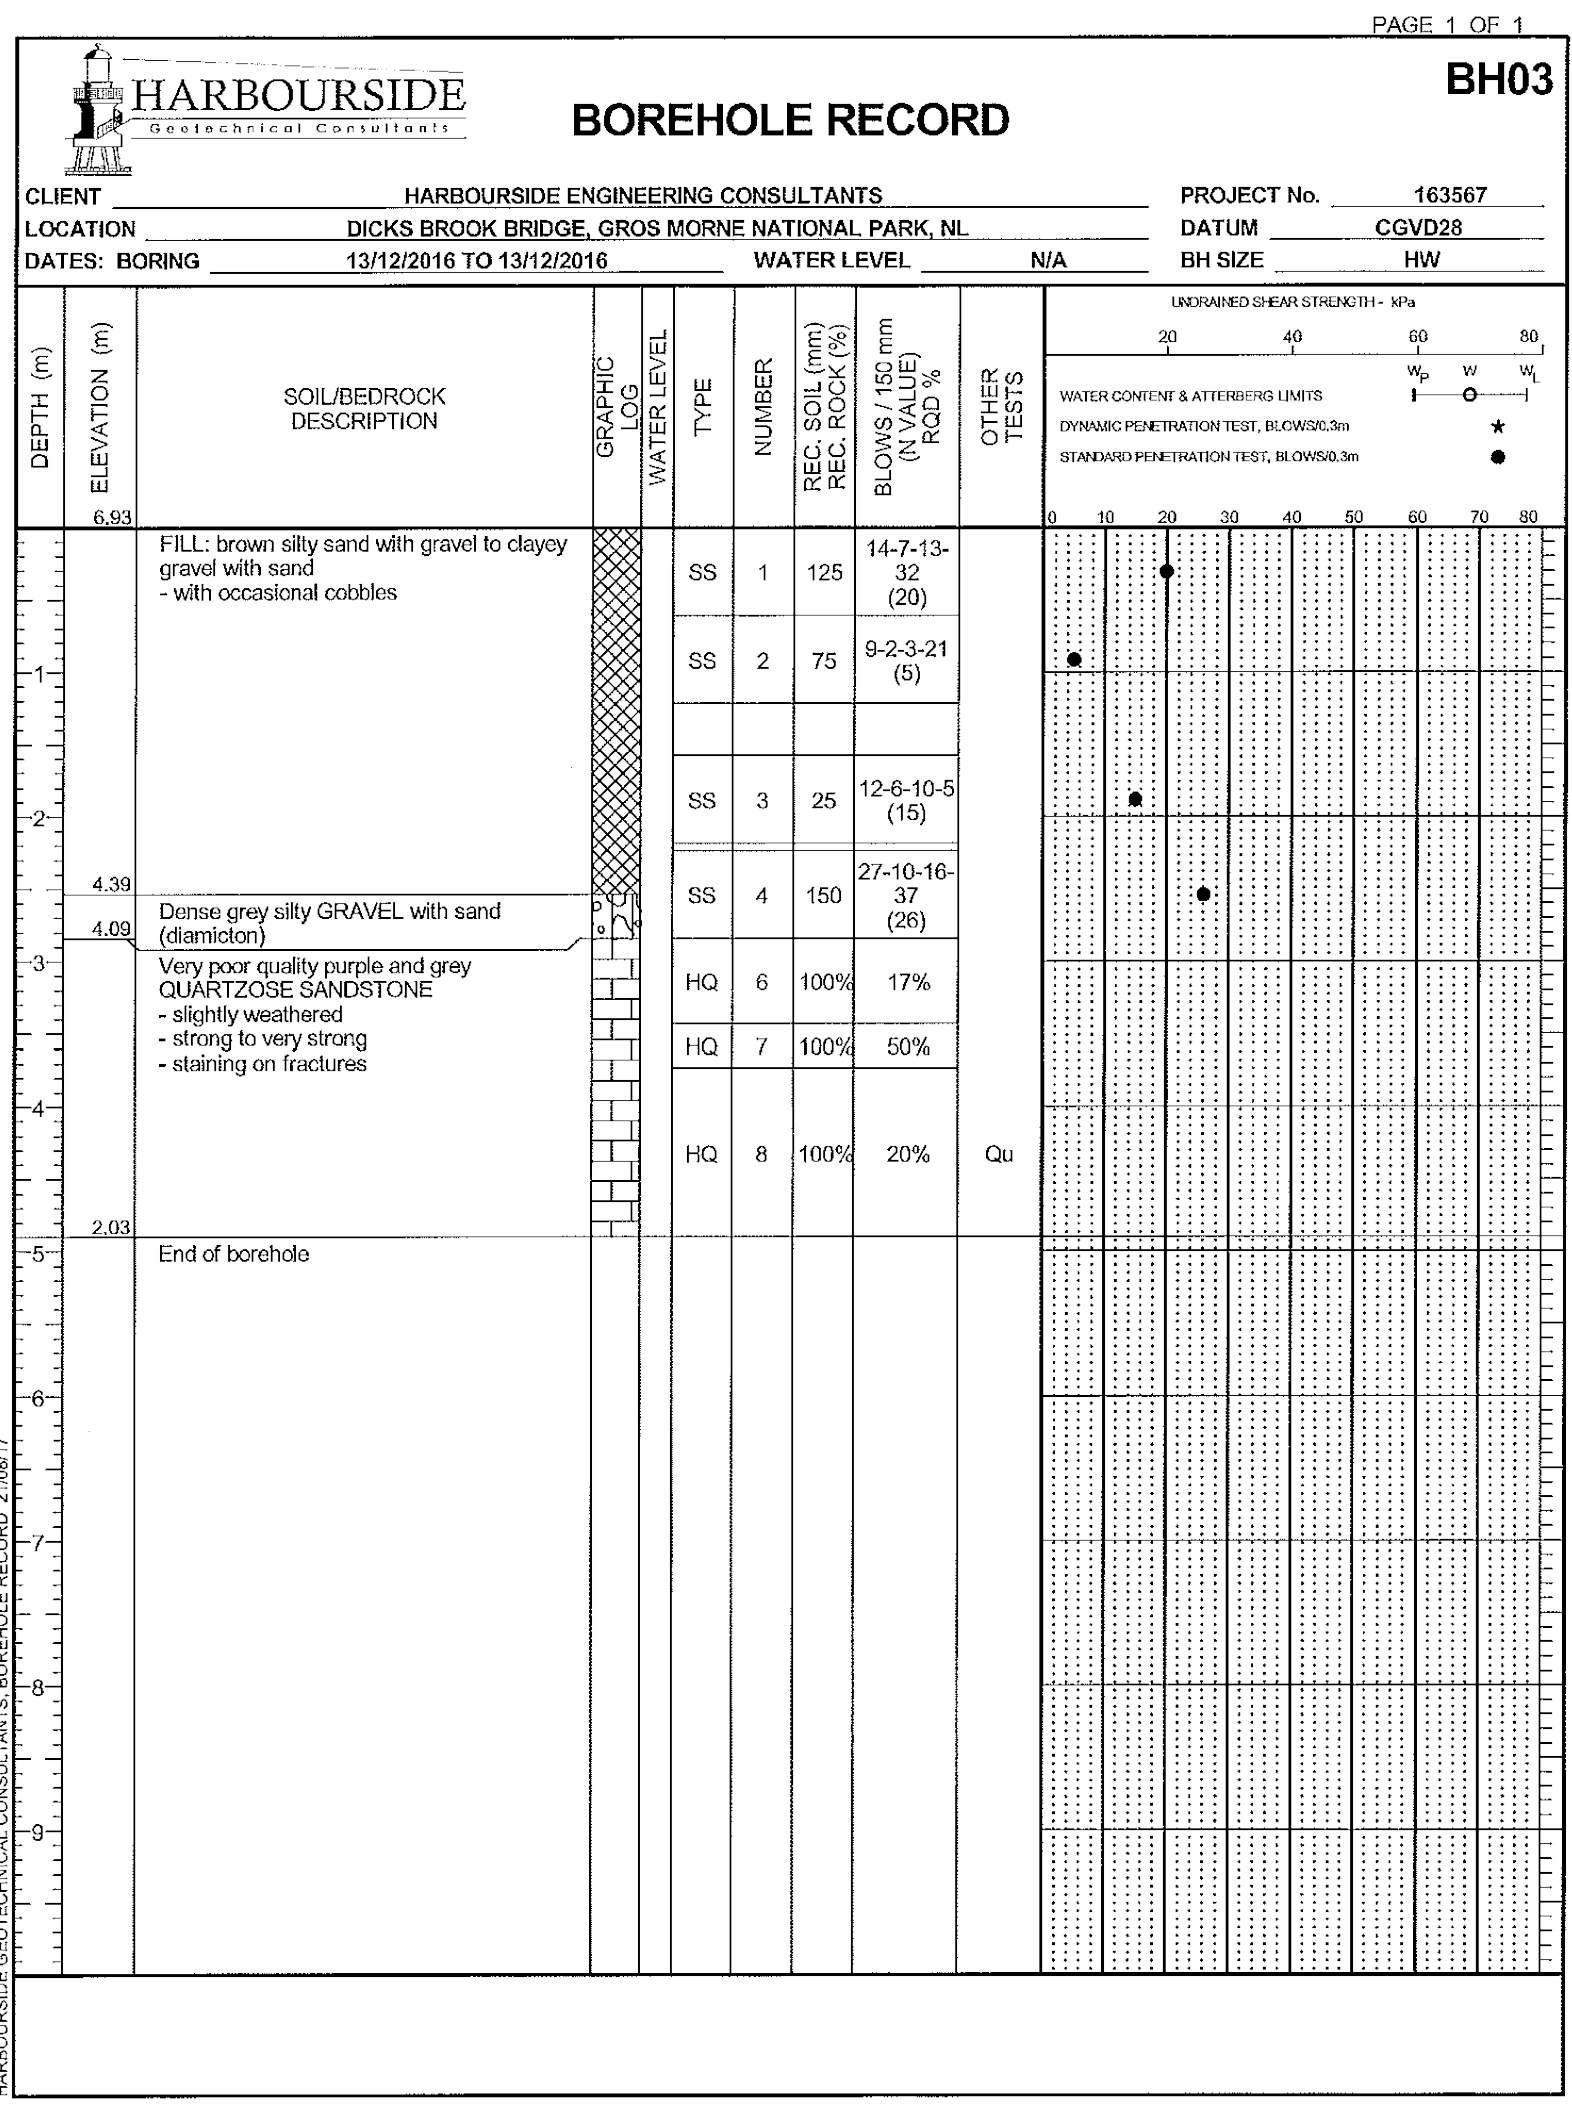 PAGE 1 OF 1
HARBOURSIDE
Geotechnical Consultants
BOREHOLE RECORD
BH03
CLIENT HARBOURSIDE ENGINEERING CONSULTANTS PROJECT No. 163567
LOCATION DICKS BROOK BRIDGE, GROS MORNE NATIONAL PARK, NL DATUM CGVD28
DATES: BORING 13/12/2016 TO 13/12/2016 WATER LEVEL N/A BH SIZE HW
DEPTH (m)
ELEVATION (m)
SOIL/BEDROCK
DESCRIPTION
GRAPHIC
LOG
WATER LEVEL
TYPE
NUMBER
REC. SOIL (mm)
REC. ROCK (%)
BLOWS / 150 mm
(N VALUE)
RQD %
OTHER
TESTS
UNDRAINED SHEAR STRENGTH - kPa
20 40 60 80
WP W WL
WATER CONTENT & ATTERBERG LIMITS
DYNAMIC PENETRATION TEST, BLOWS/0.3m ★
STANDARD PENETRATION TEST, BLOWS/0.3m ●
6.93
0 10 20 30 40 50 60 70 80
FILL: brown silty sand with gravel to clayey
gravel with sand
- with occasional cobbles
SS 1 125 14-7-13-
32
(20)
1
SS 2 75 9-2-3-21
(5)
2
SS 3 25 12-6-10-5
(15)
4.39
SS 4 150 27-10-16-
37
(26)
Dense grey silty GRAVEL with sand
(diamicton)
4.09
3
Very poor quality purple and grey
QUARTZOSE SANDSTONE
- slightly weathered
- strong to very strong
- staining on fractures
HQ 6 100% 17%
HQ 7 100% 50%
4
HQ 8 100% 20% Qu
2.03
5
End of borehole
6
7
8
9
HARBOURSIDE GEOTECHNICAL CONSULTANTS, BOREHOLE RECORD 21/08/17